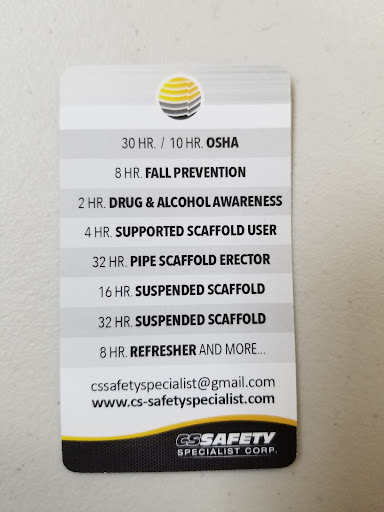 30 HR. / 10 HR. OSHA
8 HR. FALL PREVENTION
2 HR. DRUG & ALCOHOL AWARENESS
4 HR. SUPPORTED SCAFFOLD USER
32 HR. PIPE SCAFFOLD ERECTOR
16 HR. SUSPENDED SCAFFOLD
32 HR. SUSPENDED SCAFFOLD
8 HR. REFRESHER AND MORE...
cssafetyspecialist@gmail.com
www.cs-safetyspecialist.com
CSSAFETY
SPECIALIST CORP.